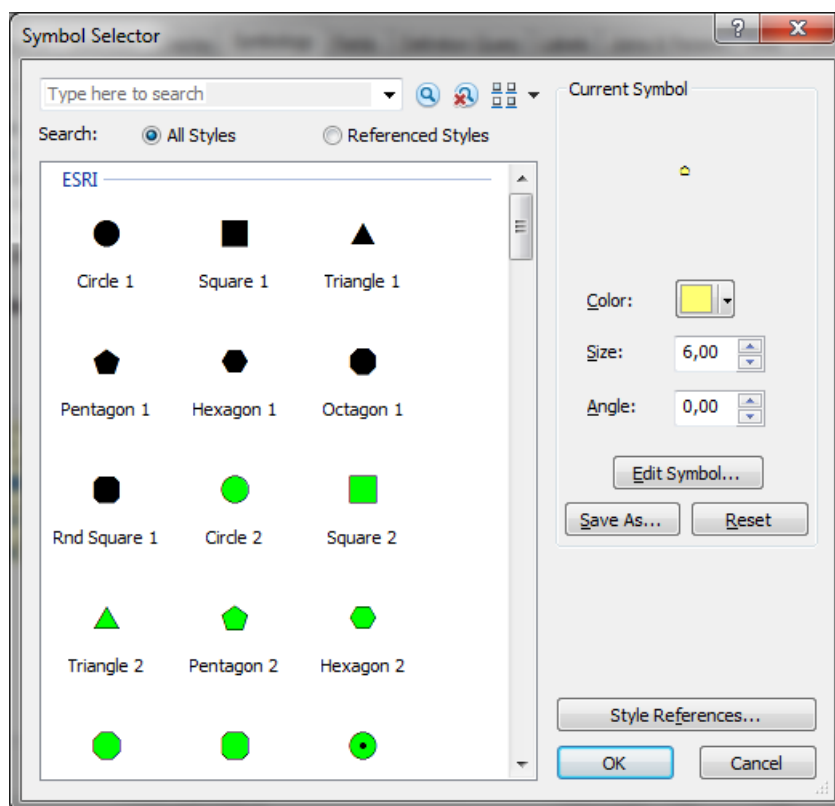 Symbol Selector
Type here to search
Search:
All Styles
Referenced Styles
ESRI
Circle 1
Square 1
Triangle 1
Pentagon 1
Hexagon 1
Octagon 1
Rnd Square 1
Circle 2
Square 2
Triangle 2
Pentagon 2
Hexagon 2
Current Symbol
Color:
Size:
6,00
Angle:
0,00
Edit Symbol...
Save As...
Reset
Style References...
OK
Cancel